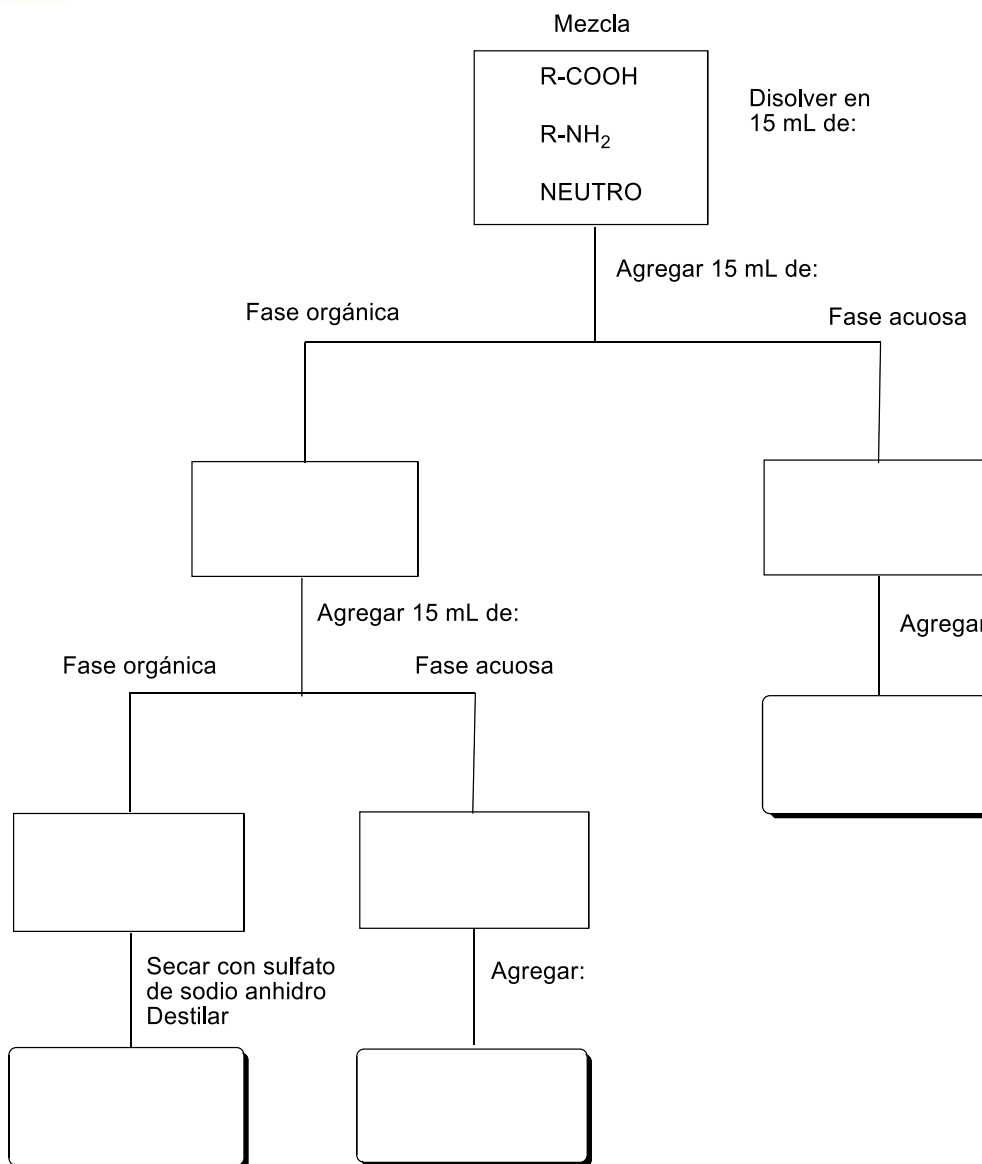 Mezcla
R-COOH
R-NH₂
NEUTRO
Disolver en
15 mL de:
Agregar 15 mL de:
Fase orgánica
Fase acuosa
Agregar 15 mL de:
Agregar
Fase orgánica
Fase acuosa
Secar con sulfato
de sodio anhidro
Destilar
Agregar: